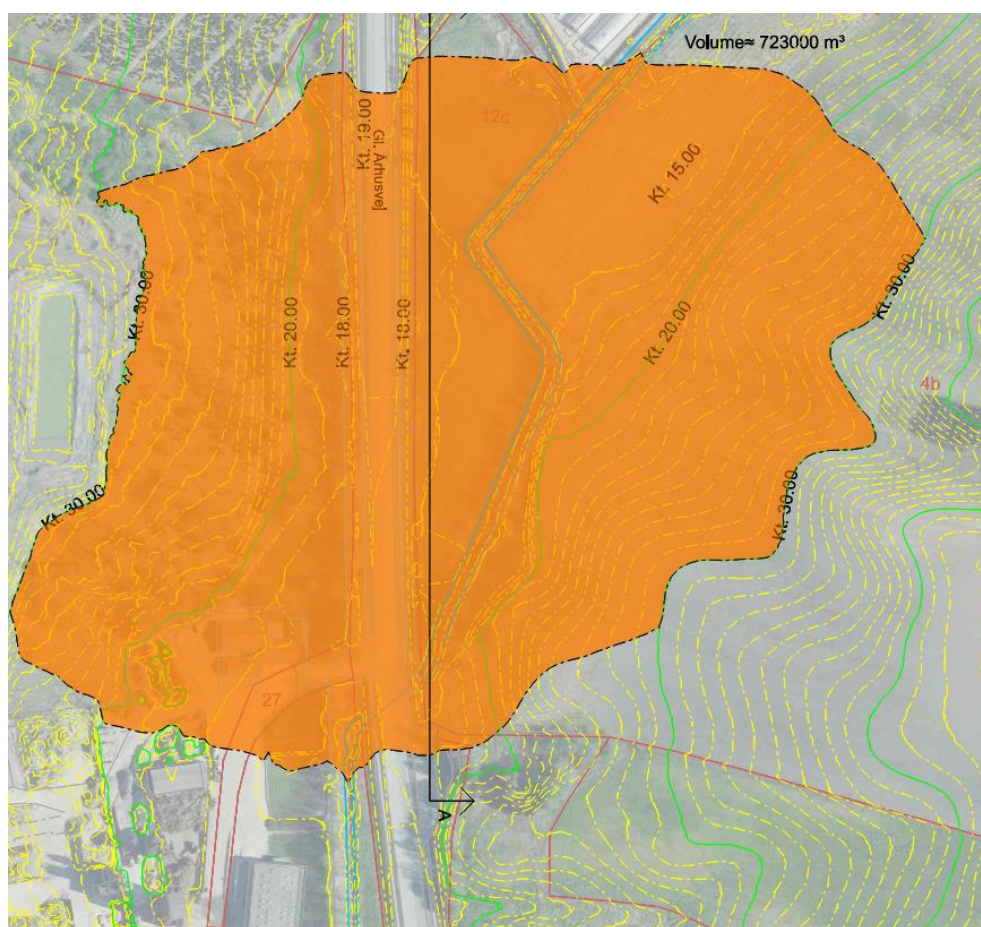 Volume≈ 723000 m³
12c
Kt. 19.00
Gl. Århusvej
Kt. 15.00
Kt. 30.00
Kt. 30.00
Kt. 20.00
Kt. 18.00
Kt. 18.00
Kt. 20.00
4b
Kt. 30.00
Kt. 30.00
27
A